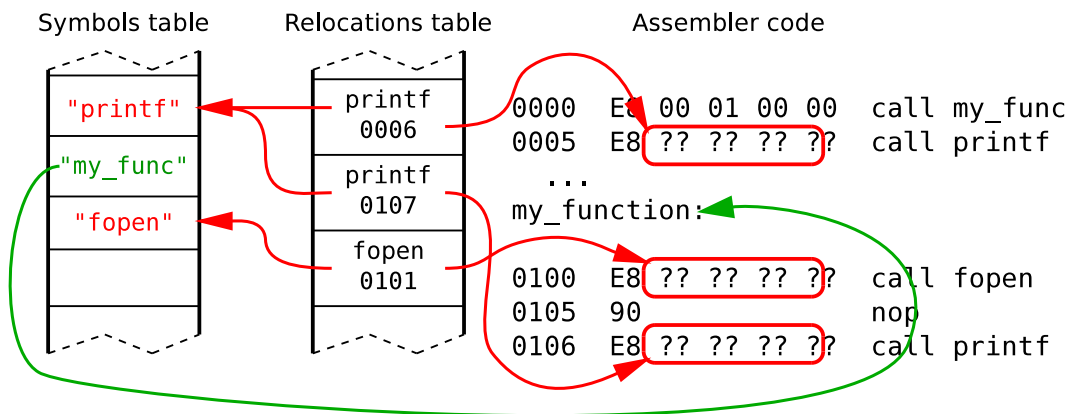 Symbols table
Relocations table
Assembler code
"printf"
"my_func"
"fopen"
printf
0006
printf
0107
fopen
0101
0000 E8 00 01 00 00 call my_func
0005 E8 ?? ?? ?? ?? call printf
...
my_function:
0100 E8 ?? ?? ?? ?? call fopen
0105 90 nop
0106 E8 ?? ?? ?? ?? call printf